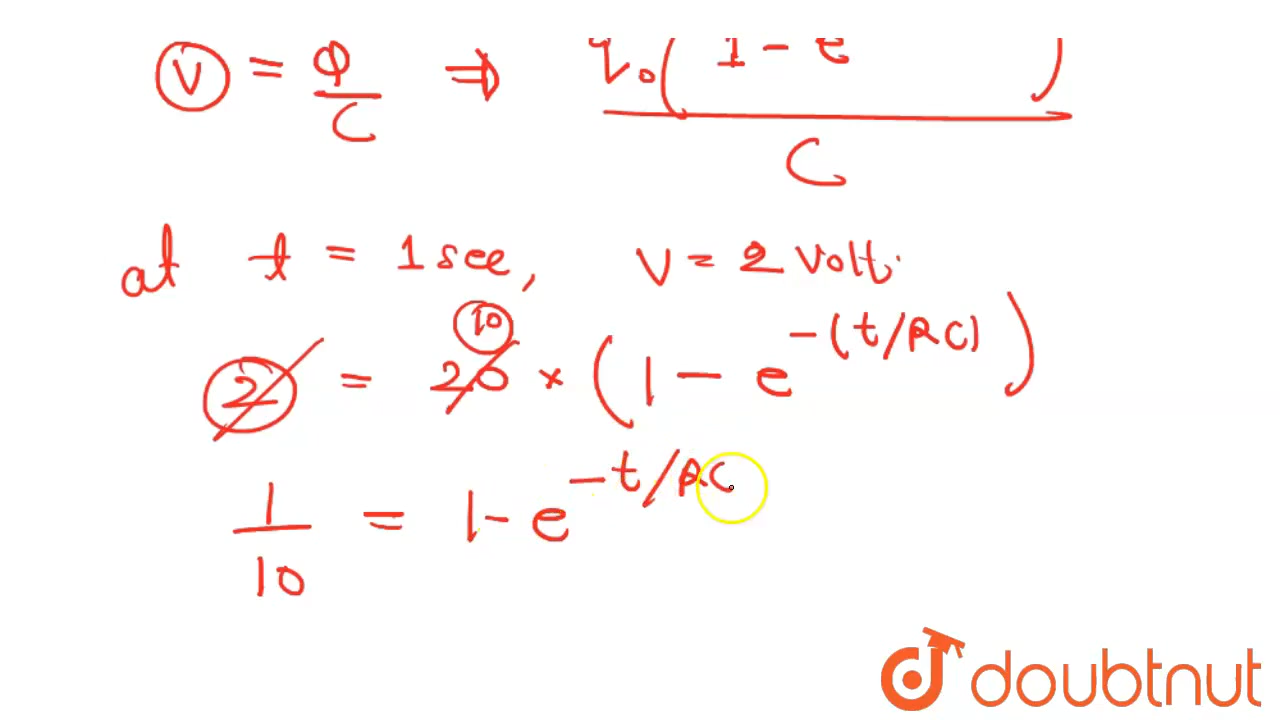 V = Q/C ⇒ q₀(1 - e )/C
at t = 1 sec, V = 2 Volt.
10
2 = 20 × (1 - e^-(t/RC))
1/10 = 1 - e^-t/RC
doubtnut